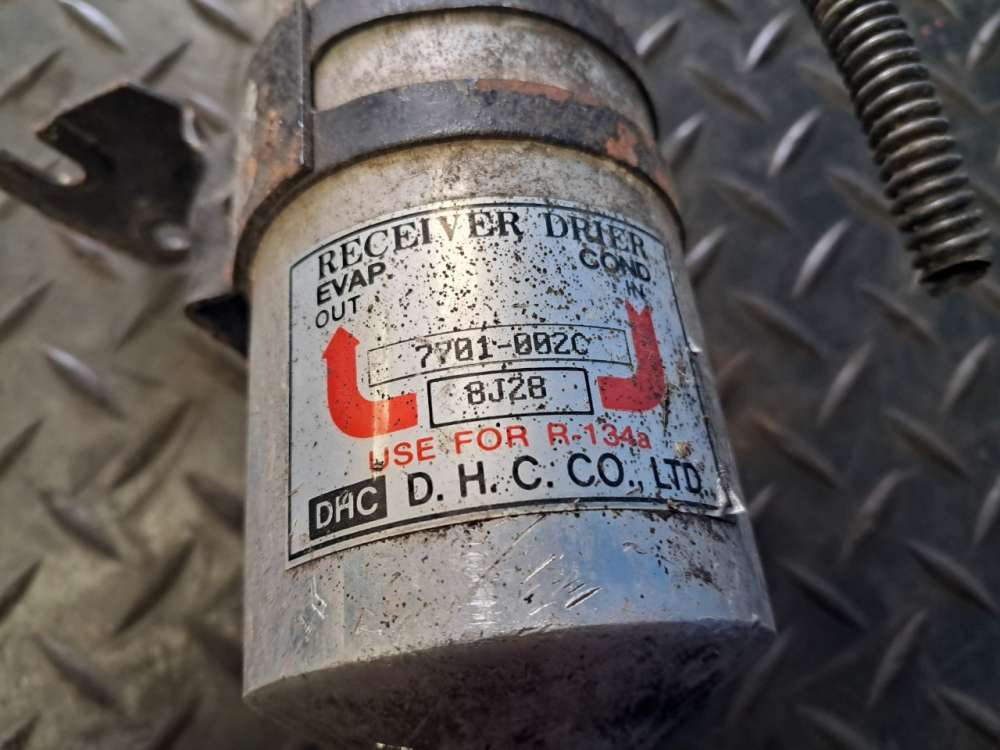 RECEIVER DRIER
EVAP. COND
OUT IN
7701-002C
8J28
USE FOR R-134a
DHC D. H. C. CO., LTD.